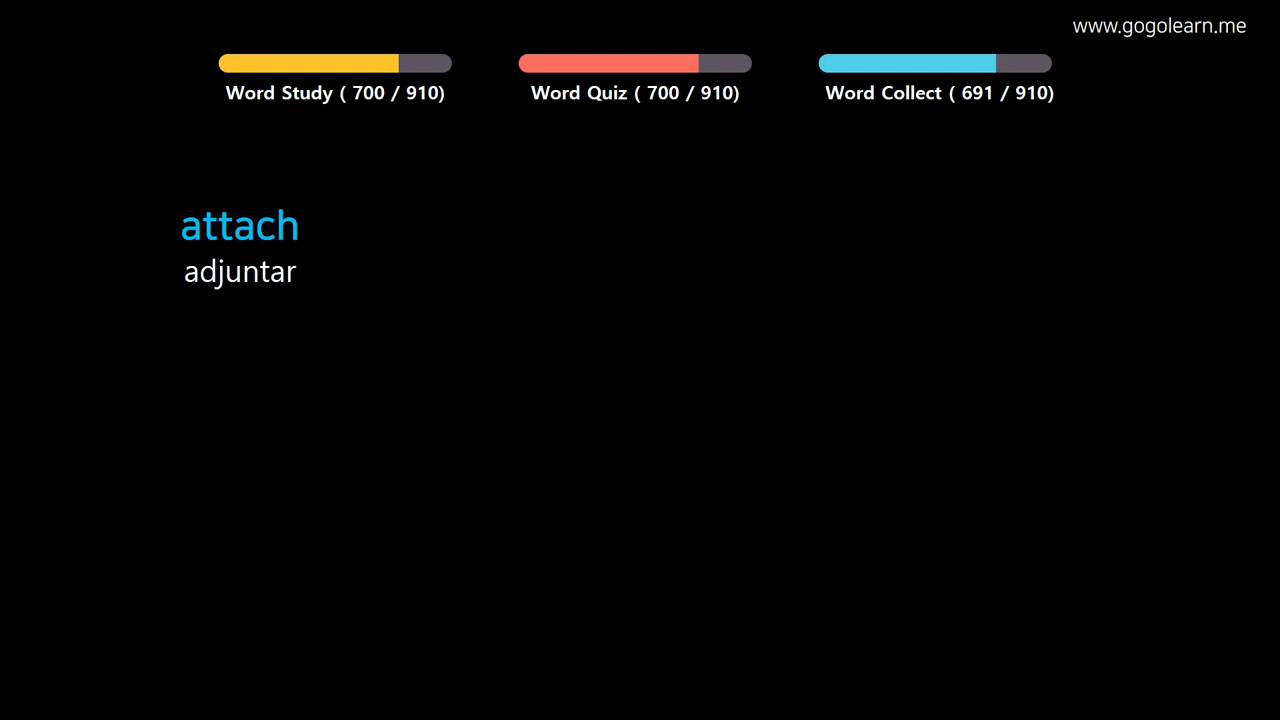 www.gogolearn.me
Word Study ( 700 / 910)
Word Quiz ( 700 / 910)
Word Collect ( 691 / 910)
attach
adjuntar